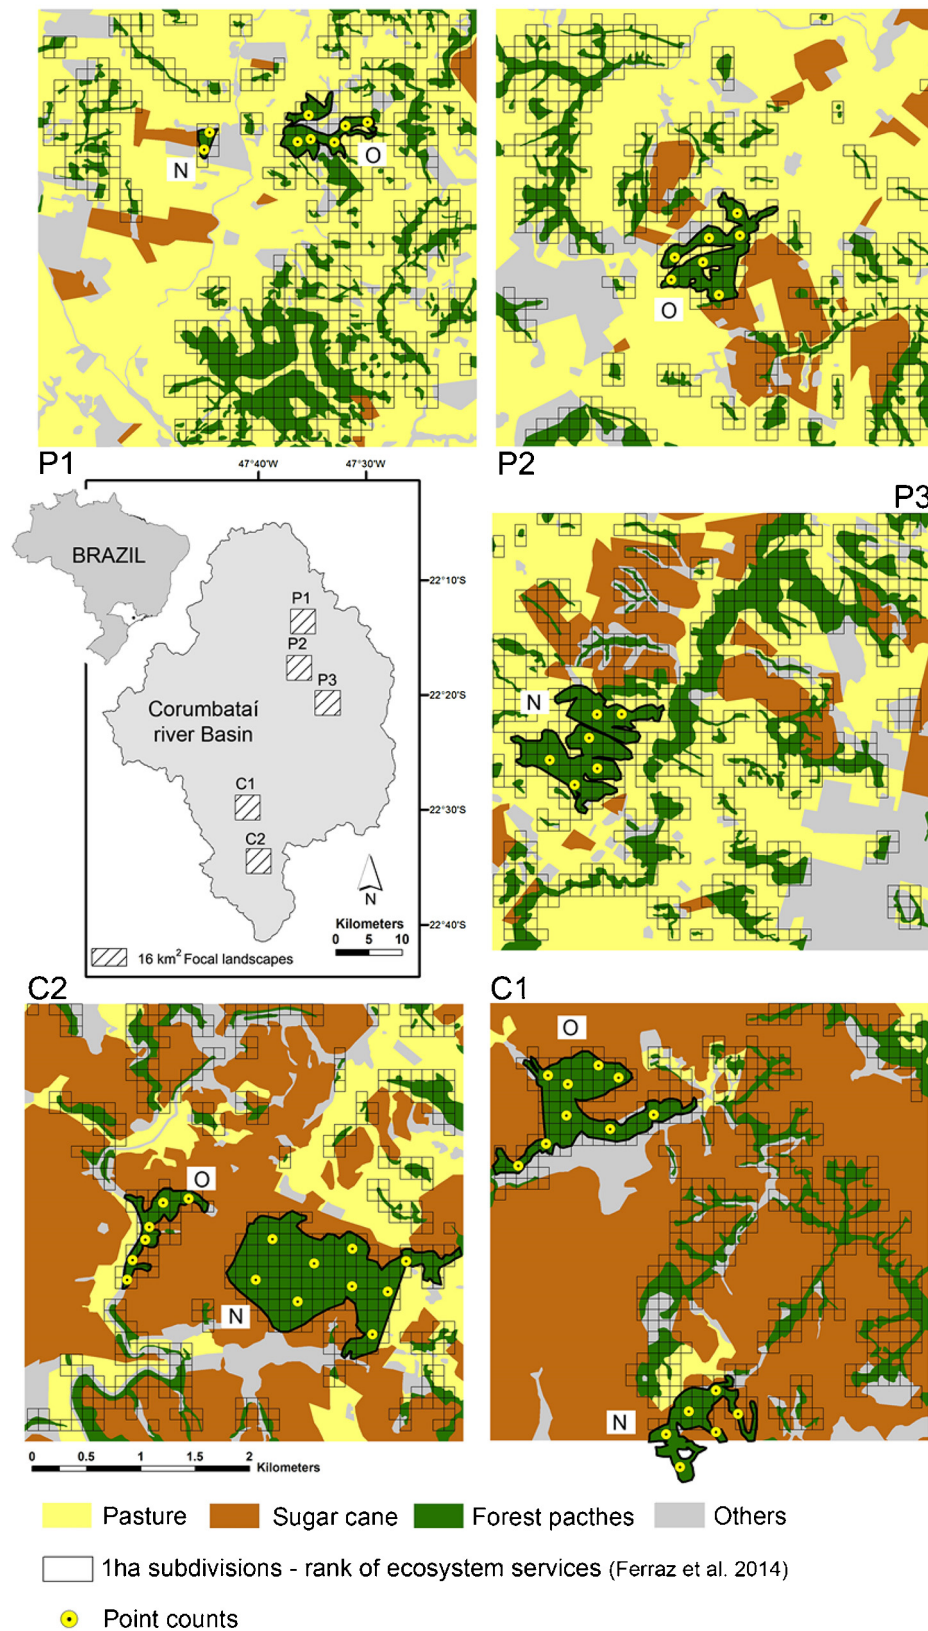 N
O
O
P1
P2
P3
47°40'W
47°30'W
BRAZIL
22°10'S
P1
P2
22°20'S
P3
Corumbataí
river Basin
N
C1
22°30'S
C2
N
Kilometers
0 5 10
22°40'S
16 km2 Focal landscapes
C2
C1
O
O
N
N
0 0.5 1 1.5 2
Kilometers
Pasture
Sugar cane
Forest pacthes
Others
1ha subdivisions - rank of ecosystem services (Ferraz et al. 2014)
Point counts